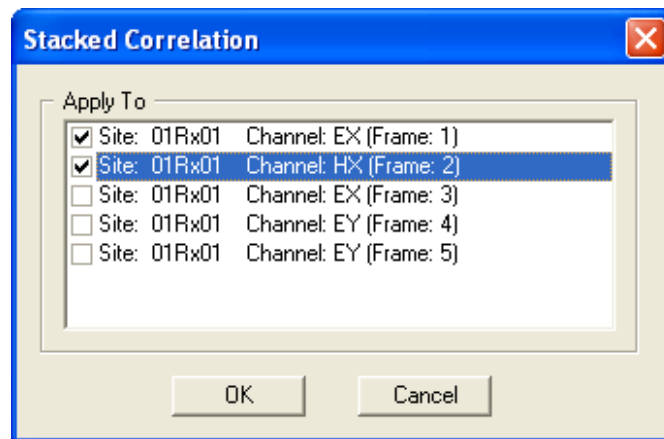 Stacked Correlation
Apply To
Site: 01Rx01 Channel: EX (Frame: 1)
Site: 01Rx01 Channel: HX (Frame: 2)
Site: 01Rx01 Channel: EX (Frame: 3)
Site: 01Rx01 Channel: EY (Frame: 4)
Site: 01Rx01 Channel: EY (Frame: 5)
OK Cancel